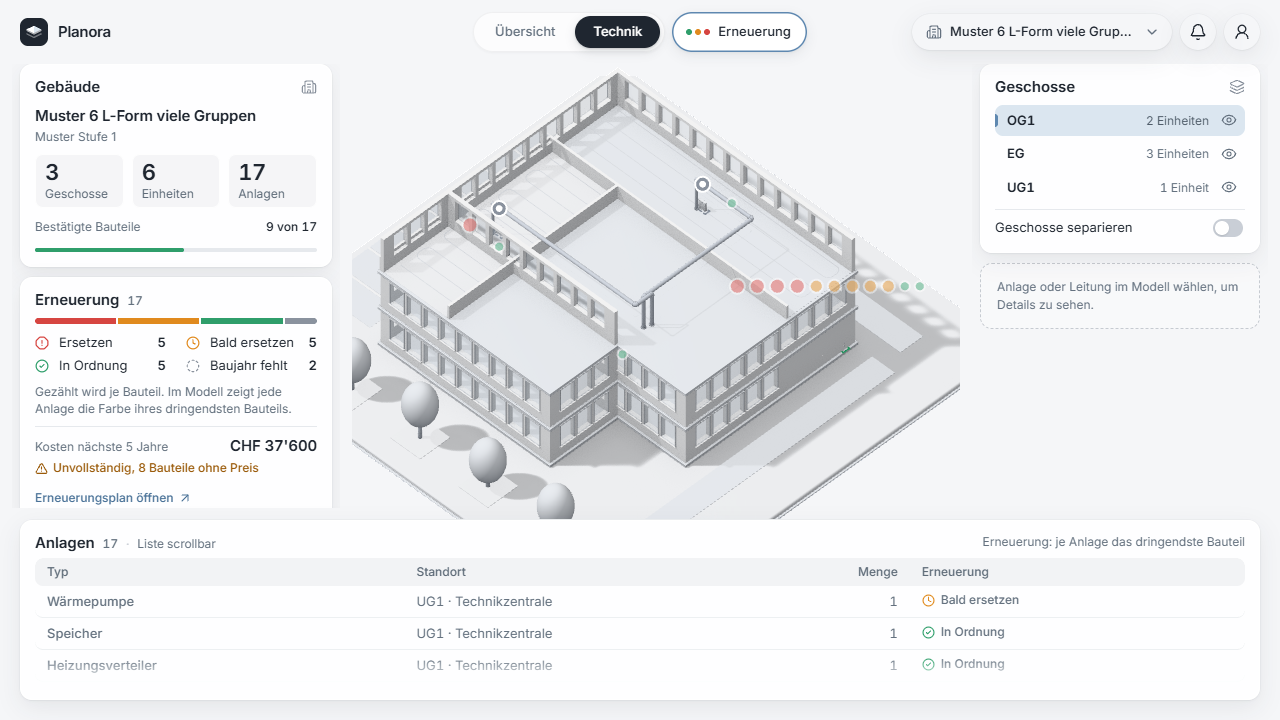 Planora
Übersicht
Technik
Erneuerung
Muster 6 L-Form viele Grup...
Gebäude
Muster 6 L-Form viele Gruppen
Muster Stufe 1
3
Geschosse
6
Einheiten
17
Anlagen
Bestätigte Bauteile
9 von 17
Erneuerung 17
Ersetzen 5
Bald ersetzen 5
In Ordnung 5
Baujahr fehlt 2
Gezählt wird je Bauteil. Im Modell zeigt jede
Anlage die Farbe ihres dringendsten Bauteils.
Kosten nächste 5 Jahre CHF 37'600
Unvollständig, 8 Bauteile ohne Preis
Erneuerungsplan öffnen
Geschosse
OG1 2 Einheiten
EG 3 Einheiten
UG1 1 Einheit
Geschosse separieren
Anlage oder Leitung im Modell wählen, um
Details zu sehen.
Anlagen 17 · Liste scrollbar
Erneuerung: je Anlage das dringendste Bauteil
Typ Standort Menge Erneuerung
Wärmepumpe UG1 · Technikzentrale 1 Bald ersetzen
Speicher UG1 · Technikzentrale 1 In Ordnung
Heizungsverteiler UG1 · Technikzentrale 1 In Ordnung